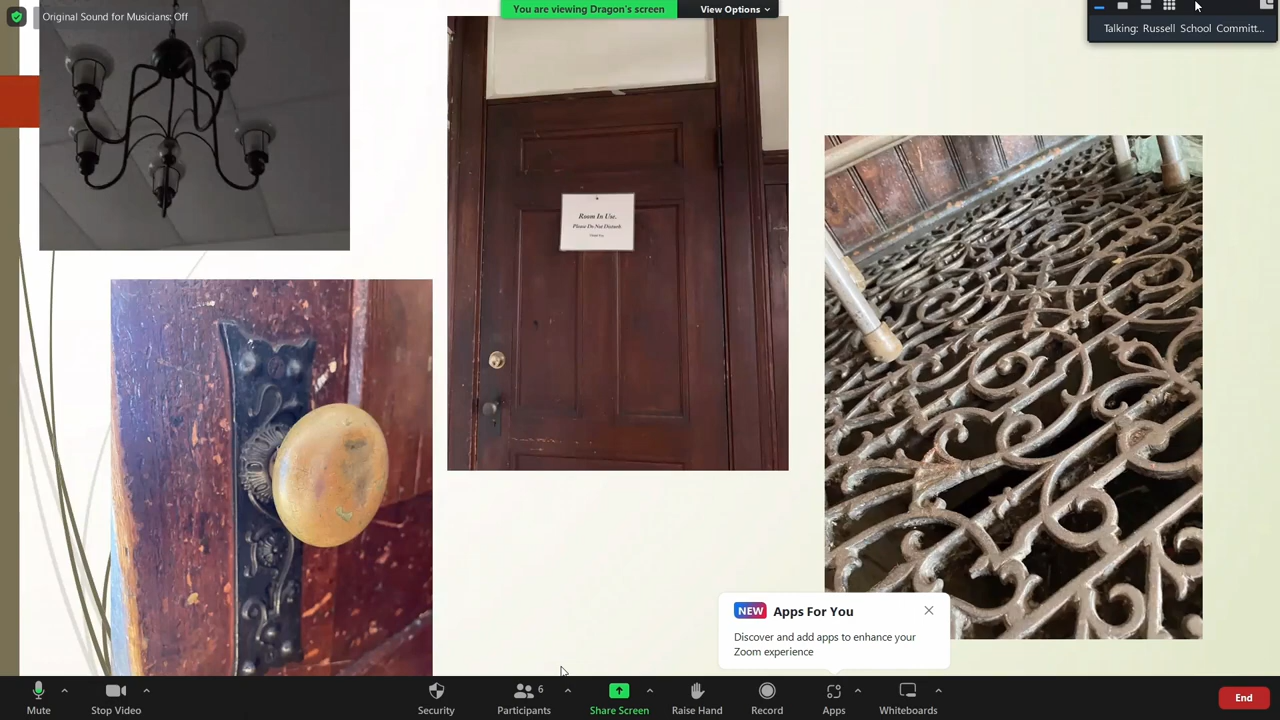 Original Sound for Musicians: Off
You are viewing Dragon's screen
View Options
Talking: Russell School Committ...
Room In Use.
Please Do Not Disturb
NEW Apps For You
Discover and add apps to enhance your
Zoom experience
Mute
Stop Video
Security
6
Participants
Share Screen
Raise Hand
Record
Apps
Whiteboards
End